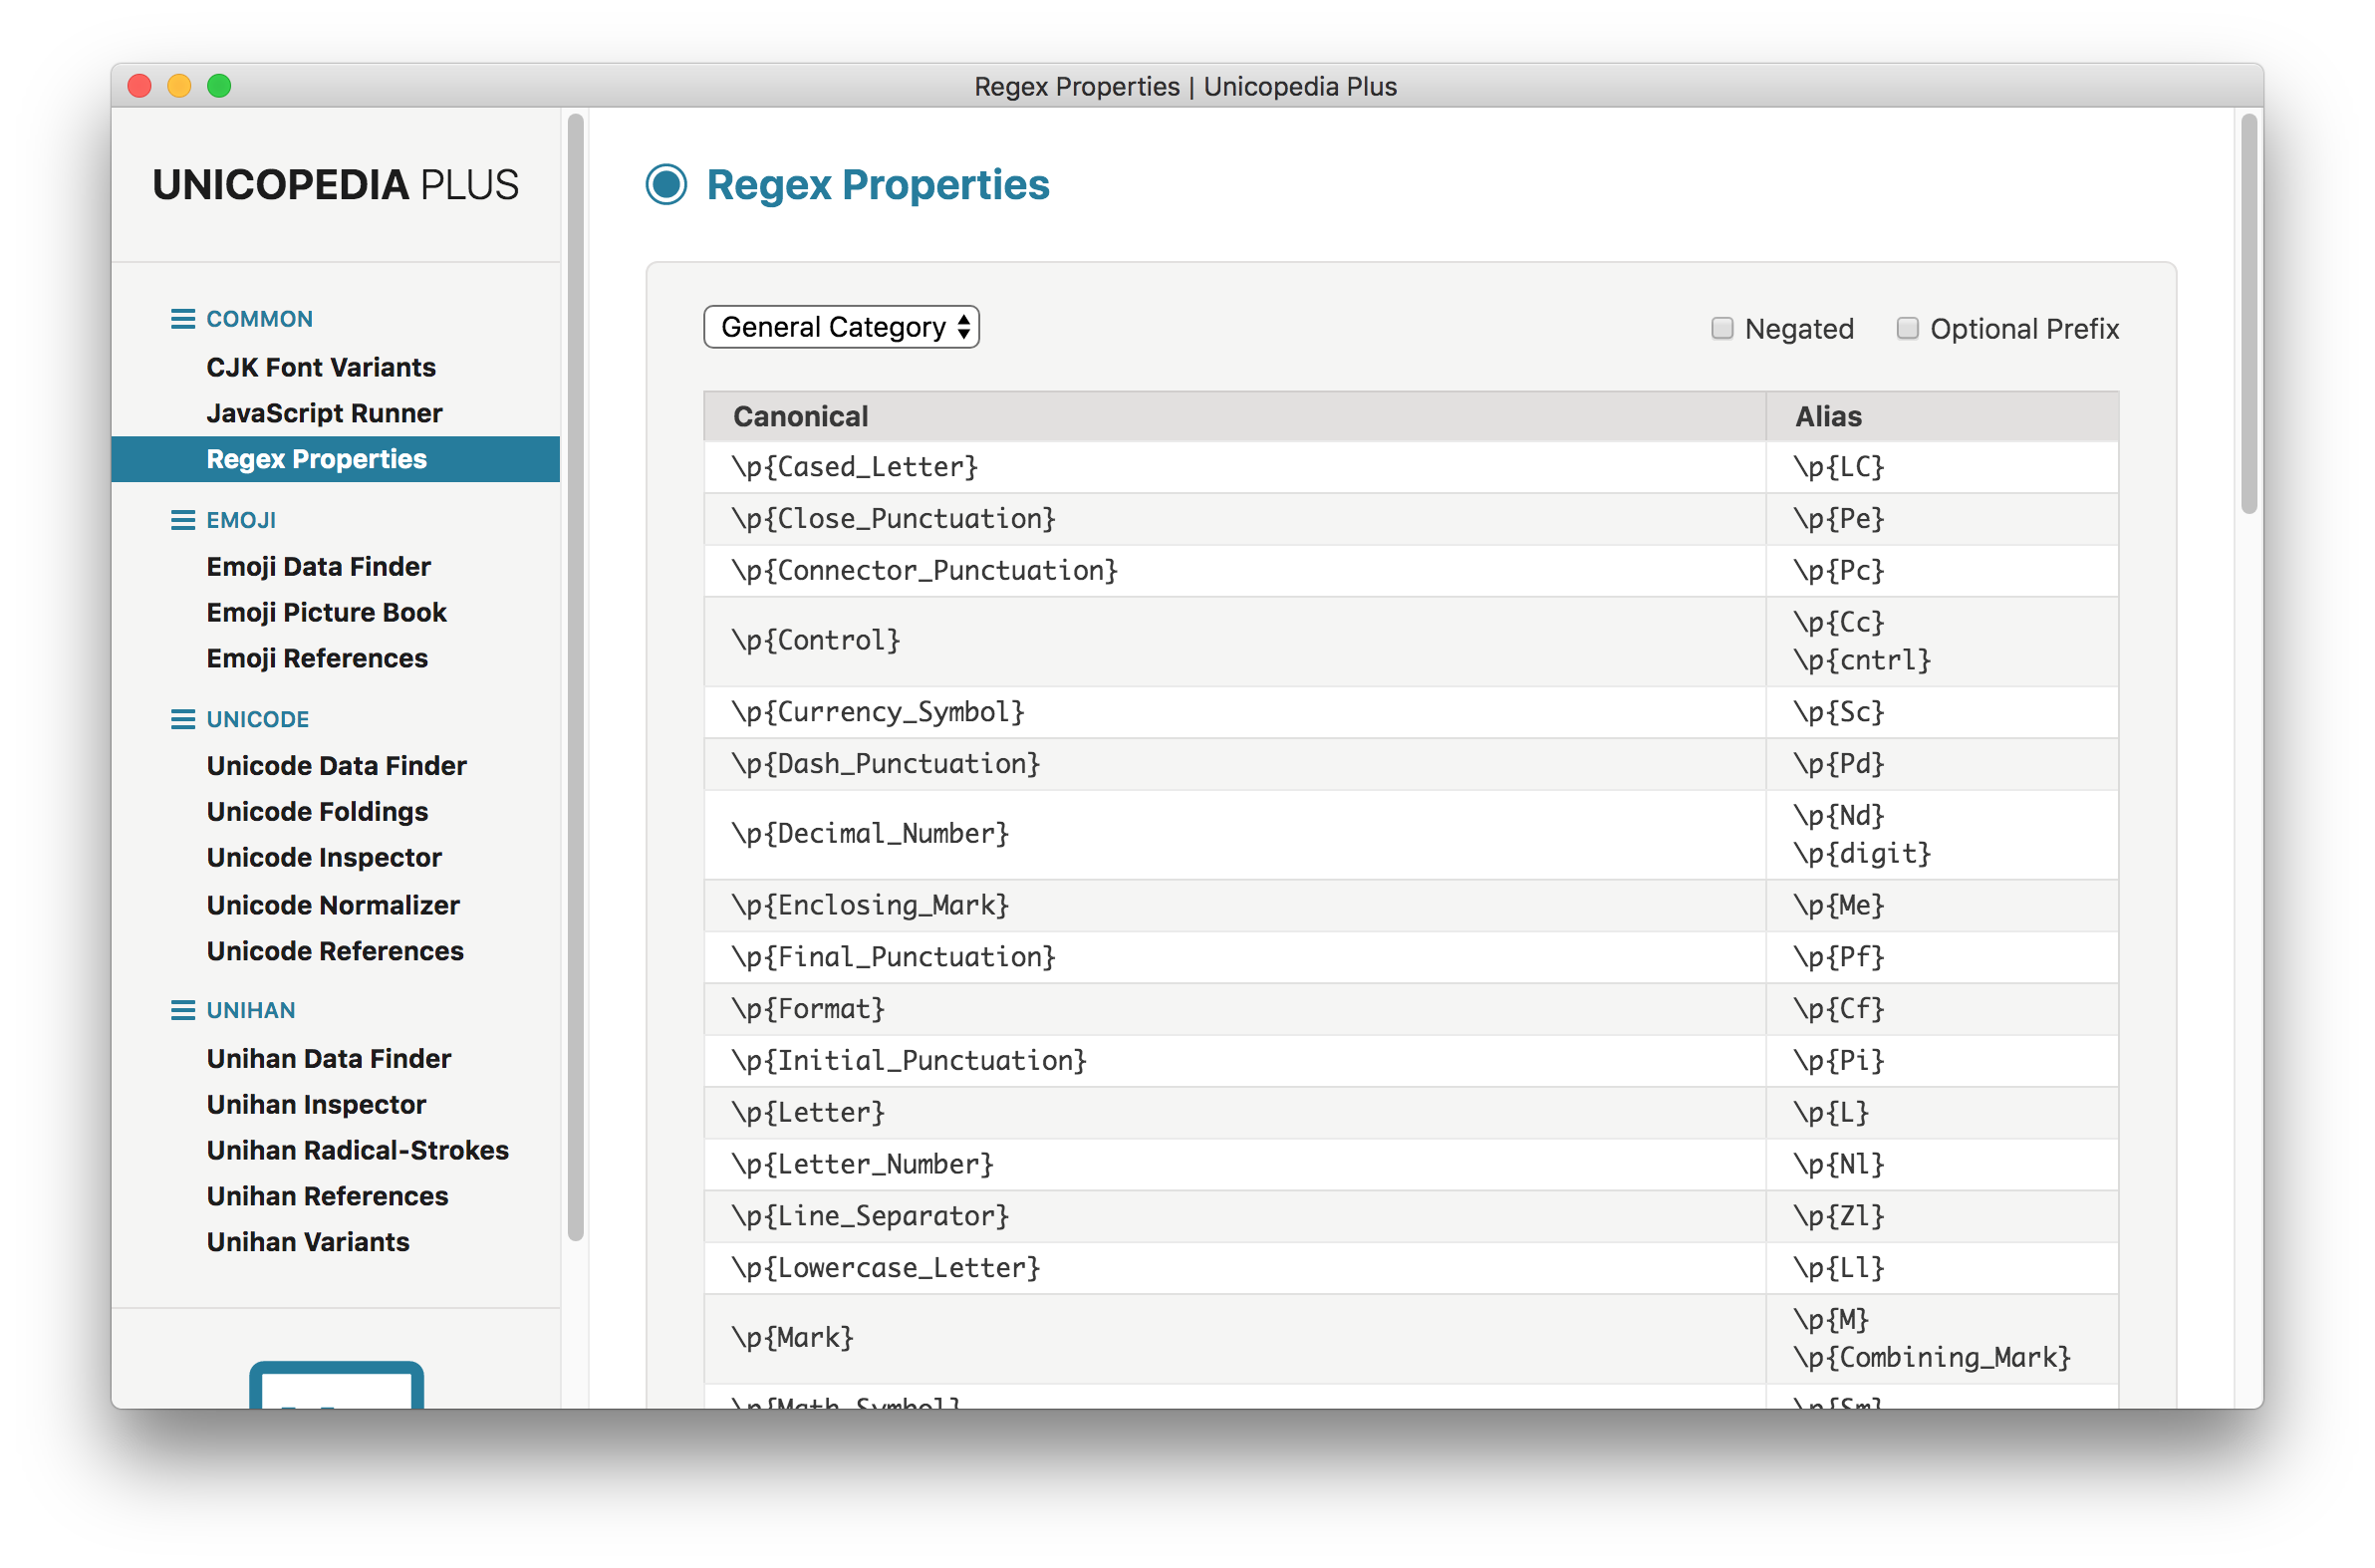 Regex Properties | Unicopedia Plus
UNICOPEDIA PLUS
COMMON
CJK Font Variants
JavaScript Runner
Regex Properties
EMOJI
Emoji Data Finder
Emoji Picture Book
Emoji References
UNICODE
Unicode Data Finder
Unicode Foldings
Unicode Inspector
Unicode Normalizer
Unicode References
UNIHAN
Unihan Data Finder
Unihan Inspector
Unihan Radical-Strokes
Unihan References
Unihan Variants
Regex Properties
General Category
Negated
Optional Prefix
Canonical Alias
\p{Cased_Letter} \p{LC}
\p{Close_Punctuation} \p{Pe}
\p{Connector_Punctuation} \p{Pc}
\p{Control} \p{Cc}
\p{cntrl}
\p{Currency_Symbol} \p{Sc}
\p{Dash_Punctuation} \p{Pd}
\p{Decimal_Number} \p{Nd}
\p{digit}
\p{Enclosing_Mark} \p{Me}
\p{Final_Punctuation} \p{Pf}
\p{Format} \p{Cf}
\p{Initial_Punctuation} \p{Pi}
\p{Letter} \p{L}
\p{Letter_Number} \p{Nl}
\p{Line_Separator} \p{Zl}
\p{Lowercase_Letter} \p{Ll}
\p{Mark} \p{M}
\p{Combining_Mark}
\p{Math_Symbol} \p{Sm}